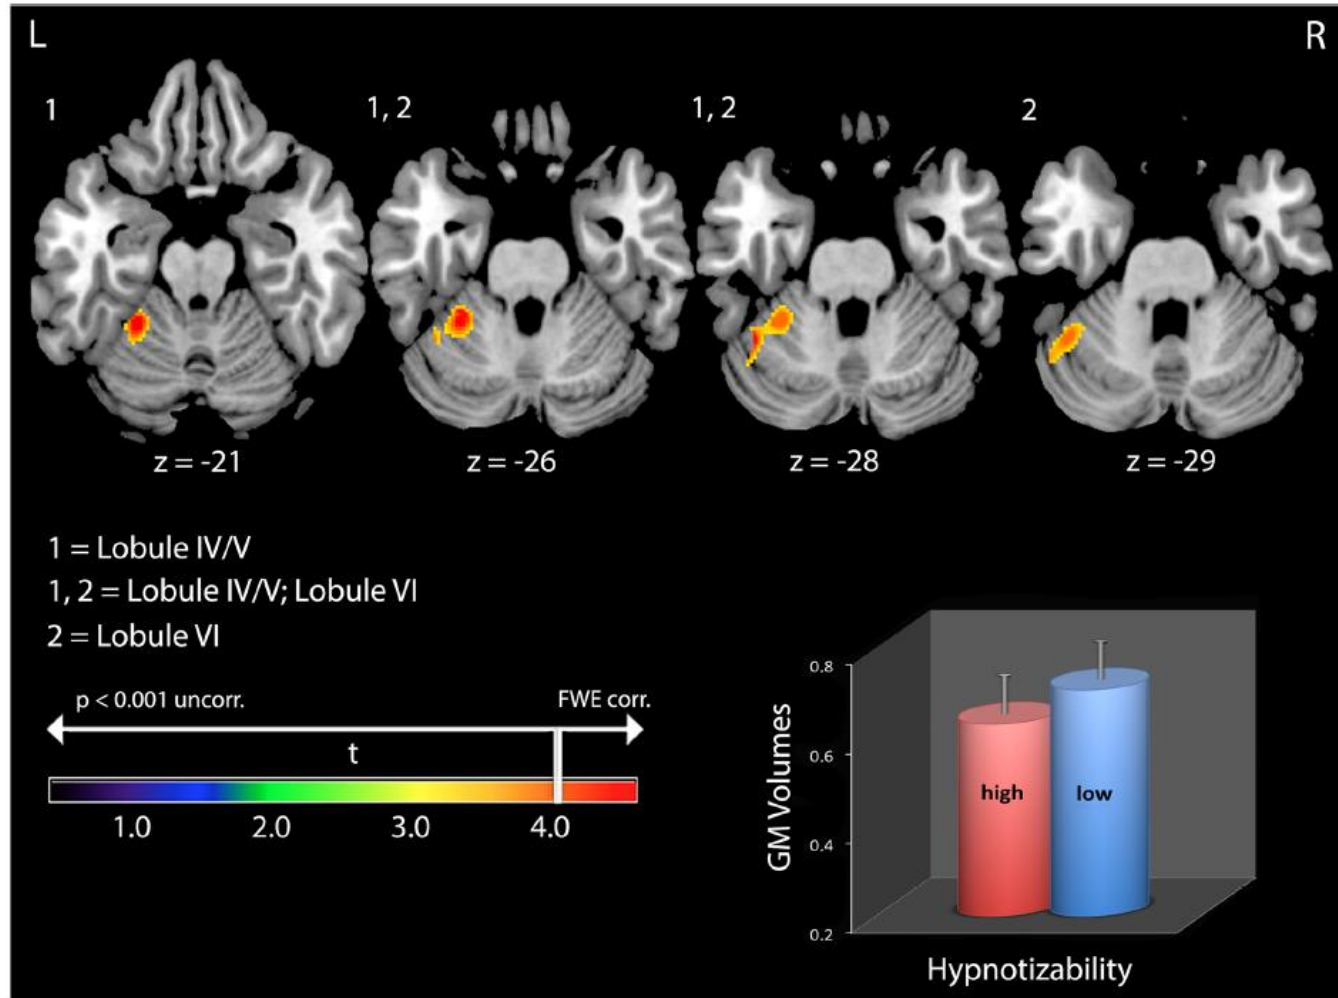 L
R
1
1, 2
1, 2
2
z = -21
z = -26
z = -28
z = -29
1 = Lobule IV/V
1, 2 = Lobule IV/V; Lobule VI
2 = Lobule VI
p < 0.001 uncorr.
FWE corr.
t
1.0
2.0
3.0
4.0
0.8
0.6
0.4
0.2
GM Volumes
high
low
Hypnotizability